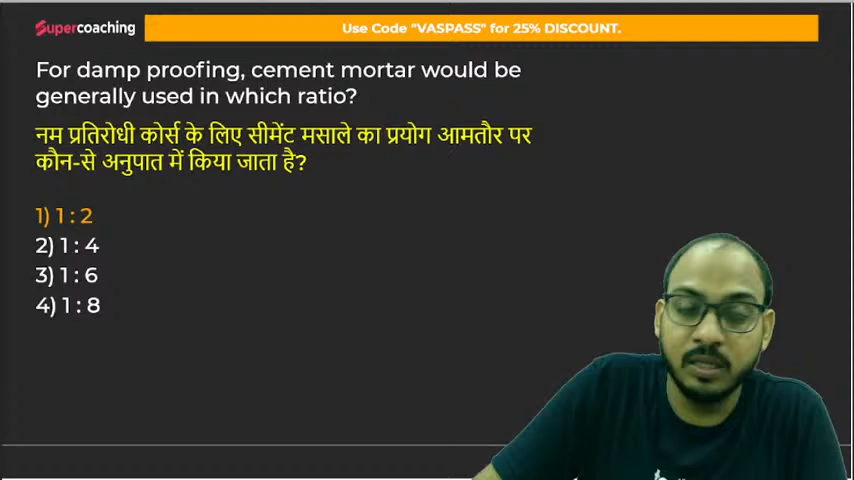 Supercoaching
Use Code "VASPASS" for 25% DISCOUNT.
For damp proofing, cement mortar would be
generally used in which ratio?
नम प्रतिरोधी कोर्स के लिए सीमेंट मसाले का प्रयोग आमतौर पर
कौन-से अनुपात में किया जाता है?
1) 1 : 2
2) 1 : 4
3) 1 : 6
4) 1 : 8